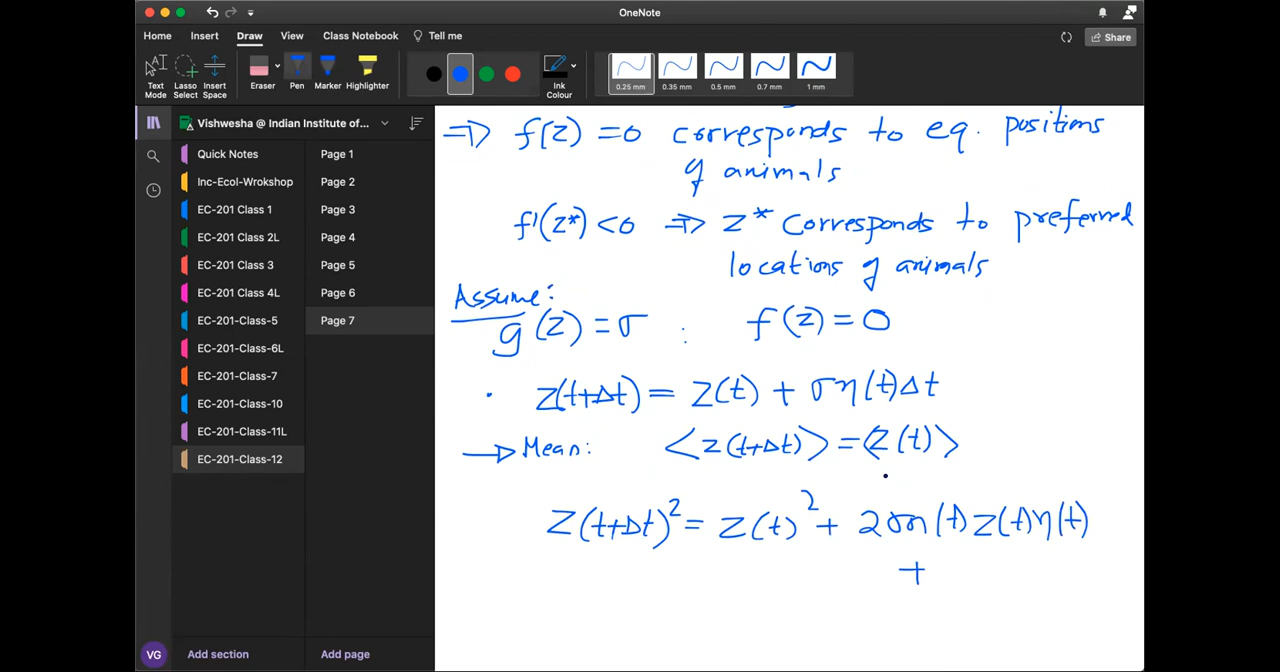 OneNote
Home Insert Draw View Class Notebook Tell me
Share
Text Mode
Lasso Select
Insert Space
Eraser
Pen
Marker
Highlighter
Ink Colour
0.25 mm
0.35 mm
0.5 mm
0.7 mm
1 mm
Vishwesha @ Indian Institute of...
Quick Notes
Inc-Ecol-Wrokshop
EC-201 Class 1
EC-201 Class 2L
EC-201 Class 3
EC-201 Class 4L
EC-201-Class-5
EC-201-Class-6L
EC-201-Class-7
EC-201-Class-10
EC-201-Class-11L
EC-201-Class-12
Page 1
Page 2
Page 3
Page 4
Page 5
Page 6
Page 7
⇒ f(z) = 0 corresponds to eq. positions
of animals
f'(z*) < 0 ⇒ z* corresponds to preferred
locations of animals
Assume:
g(z) = σ : f(z) = 0
· z(t+Δt) = z(t) + ση(t)Δt
→ Mean: <z(t+Δt)> = <z(t)>
z(t+Δt)² = z(t)² + 2ση(t)z(t)η(t)
+
VG
Add section
Add page